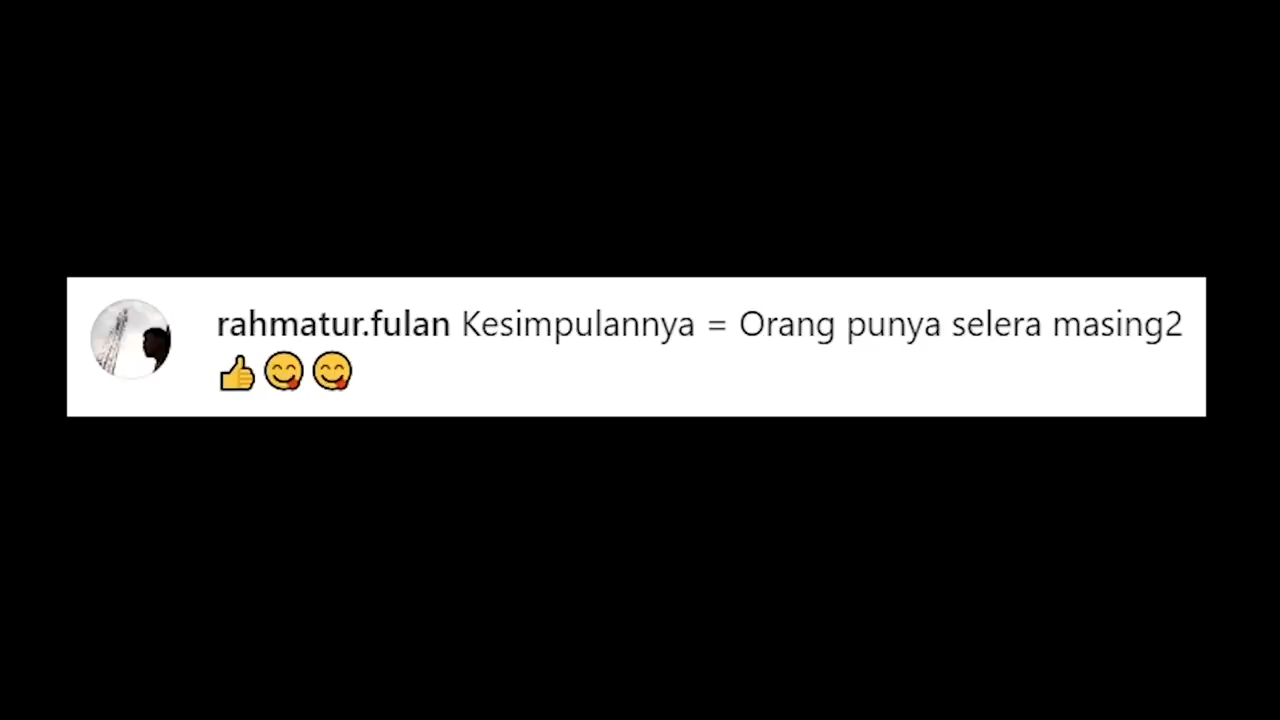 rahmatur.fulan Kesimpulannya = Orang punya selera masing2
👍😋😋